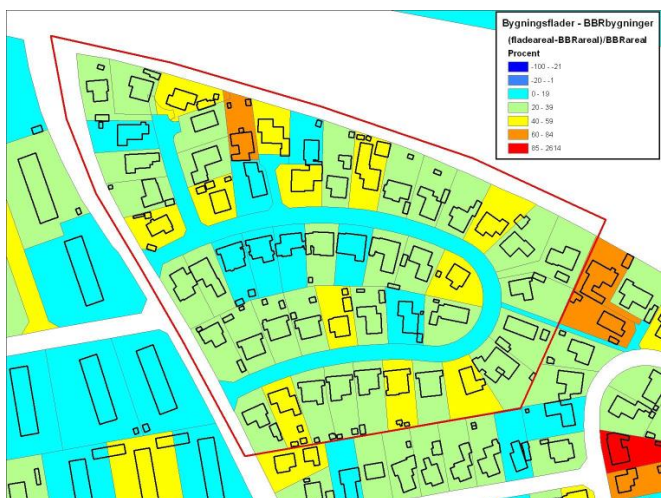 Bygningsflader - BBRbygninger
(fladeareal-BBRareal)/BBRareal
Procent
-100 - -21
-20 - -1
0 - 19
20 - 39
40 - 59
60 - 84
85 - 2614